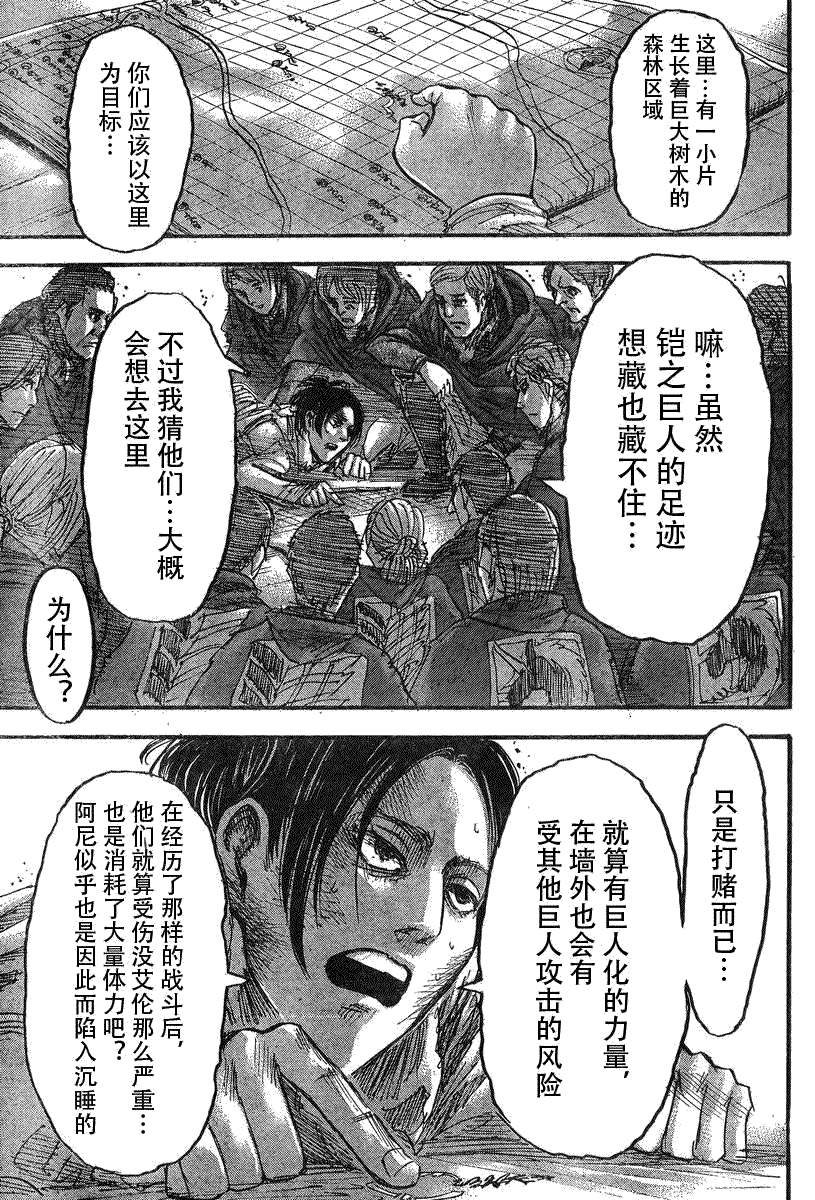 这里…有一小片
生长着巨大树木的
森林区域
你们应该以这里
为目标…
嘛…虽然
铠之巨人的足迹
想藏也藏不住…
不过我猜他们…大概
会想去这里
为什么？
只是打赌而已…
就算有巨人化的力量，
在墙外也会有
受其他巨人攻击的风险
在经历了那样的战斗后，
他们就算受伤没艾伦那么严重…
也是消耗了大量体力吧？
阿尼似乎也是因此而陷入沉睡的